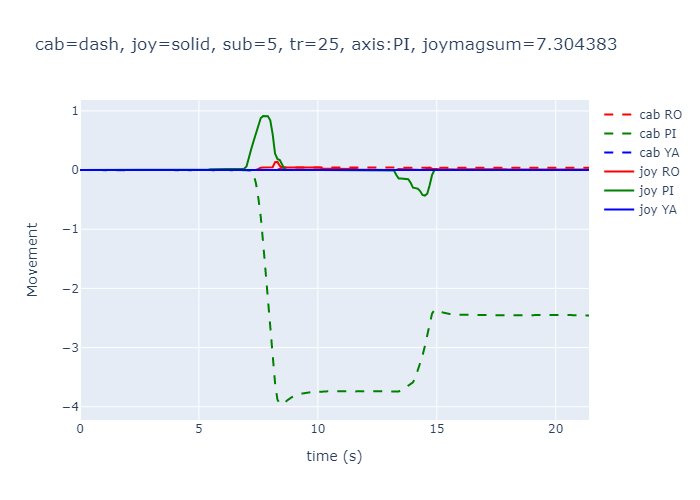 cab=dash, joy=solid, sub=5, tr=25, axis:PI, joymagsum=7.304383
1
0
−1
−2
−3
−4
Movement
0
5
10
15
20
time (s)
cab RO
cab PI
cab YA
joy RO
joy PI
joy YA